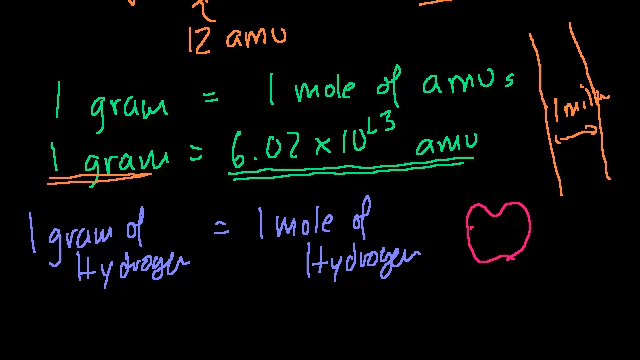 12 amu
1 gram = 1 mole of amus
1 gram = 6.02 × 10^23 amu
1 mile
1 gram of Hydrogen = 1 mole of Hydrogen